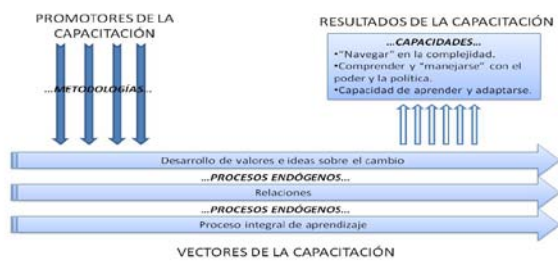 PROMOTORES DE LA
CAPACITACIÓN
...METODOLOGÍAS...
RESULTADOS DE LA CAPACITACIÓN
...CAPACIDADES...
•"Navegar" en la complejidad.
•Comprender y "manejarse" con el
poder y la política.
•Capacidad de aprender y adaptarse.
Desarrollo de valores e ideas sobre el cambio
...PROCESOS ENDÓGENOS...
Relaciones
...PROCESOS ENDÓGENOS...
Proceso integral de aprendizaje
VECTORES DE LA CAPACITACIÓN